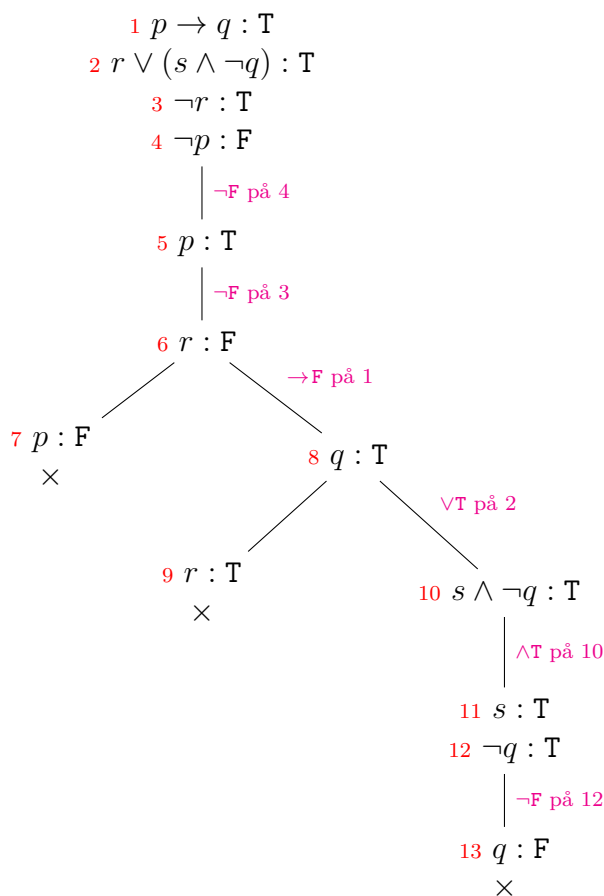 1 p → q : T
2 r ∨ (s ∧ ¬q) : T
3 ¬r : T
4 ¬p : F
¬F på 4
5 p : T
¬F på 3
6 r : F
→F på 1
7 p : F
×
8 q : T
∨T på 2
9 r : T
×
10 s ∧ ¬q : T
∧T på 10
11 s : T
12 ¬q : T
¬F på 12
13 q : F
×